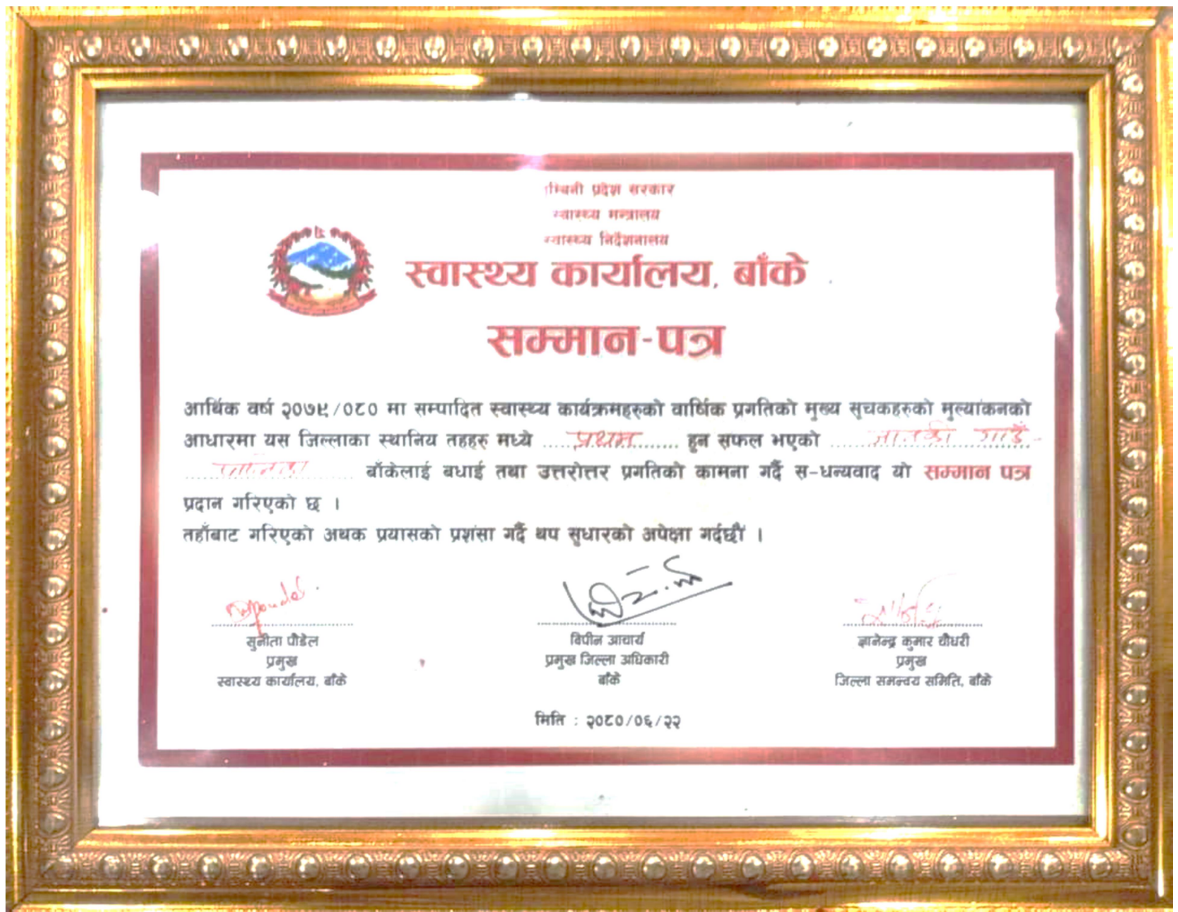 प्रदेश सरकार
स्वास्थ्य मन्त्रालय
स्वास्थ्य निर्देशनालय
स्वास्थ्य कार्यालय, बाँके
सम्मान-पत्र
आर्थिक वर्ष २०७९/०८० मा सम्पादित स्वास्थ्य कार्यक्रमहरुको वार्षिक प्रगतिको मुख्य सुचकहरुको मुल्यांकनको
आधारमा यस जिल्लाका स्थानिय तहहरु मध्ये प्रथम हुन सफल भएको जानकी गाउँ-
पालिका बाँकेलाई बधाई तथा उत्तरोत्तर प्रगतिको कामना गर्दै स-धन्यवाद यो सम्मान पत्र
प्रदान गरिएको छ ।
तहाँबाट गरिएको अथक प्रयासको प्रशंसा गर्दै थप सुधारको अपेक्षा गर्दछौं ।
सुनीता पौडेल
प्रमुख
स्वास्थ्य कार्यालय, बाँके
विपीन आचार्य
प्रमुख जिल्ला अधिकारी
बाँके
ज्ञानेन्द्र कुमार चौधरी
प्रमुख
जिल्ला समन्वय समिति, बाँके
मिति : २०८०/०६/२२